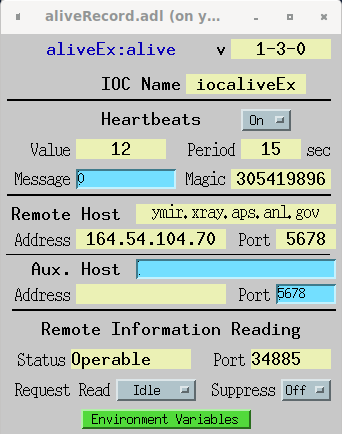 aliveRecord.adl (on y
aliveEx:alive v 1-3-0
IOC Name iocaliveEx
Heartbeats On
Value 12 Period 15 sec
Message 0 Magic 305419896
Remote Host ymir.xray.aps.anl.gov
Address 164.54.104.70 Port 5678
Aux. Host
Address Port 5678
Remote Information Reading
Status Operable Port 34885
Request Read Idle Suppress Off
Environment Variables